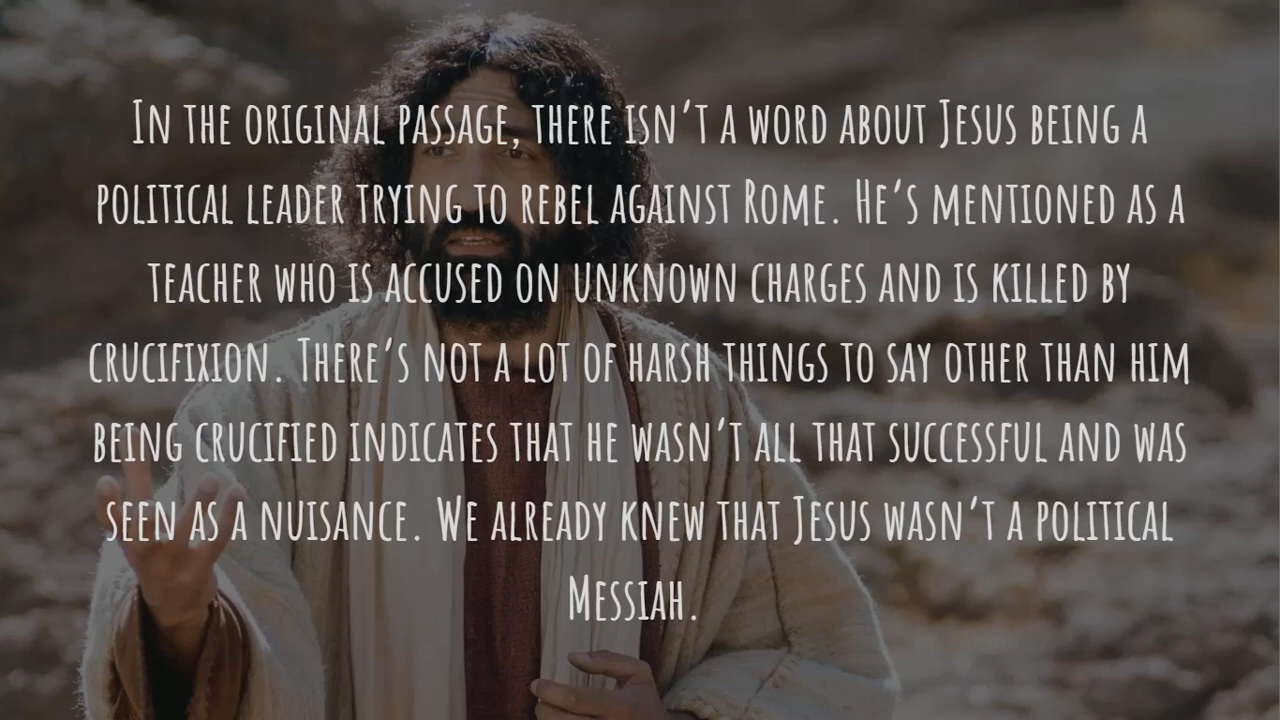 In the original passage, there isn't a word about Jesus being a
political leader trying to rebel against Rome. He's mentioned as a
teacher who is accused on unknown charges and is killed by
crucifixion. There's not a lot of harsh things to say other than him
being crucified indicates that he wasn't all that successful and was
seen as a nuisance. We already knew that Jesus wasn't a political
Messiah.